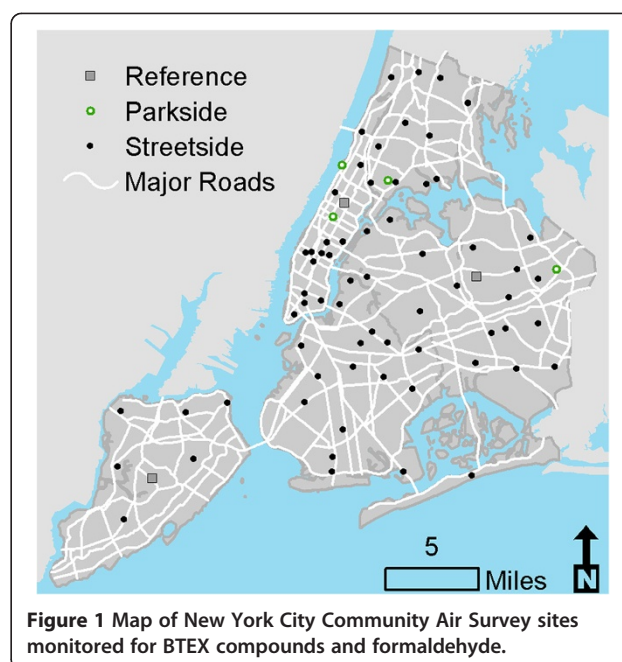 Reference
Parkside
Streetside
Major Roads
5
Miles
N
Figure 1 Map of New York City Community Air Survey sites
monitored for BTEX compounds and formaldehyde.